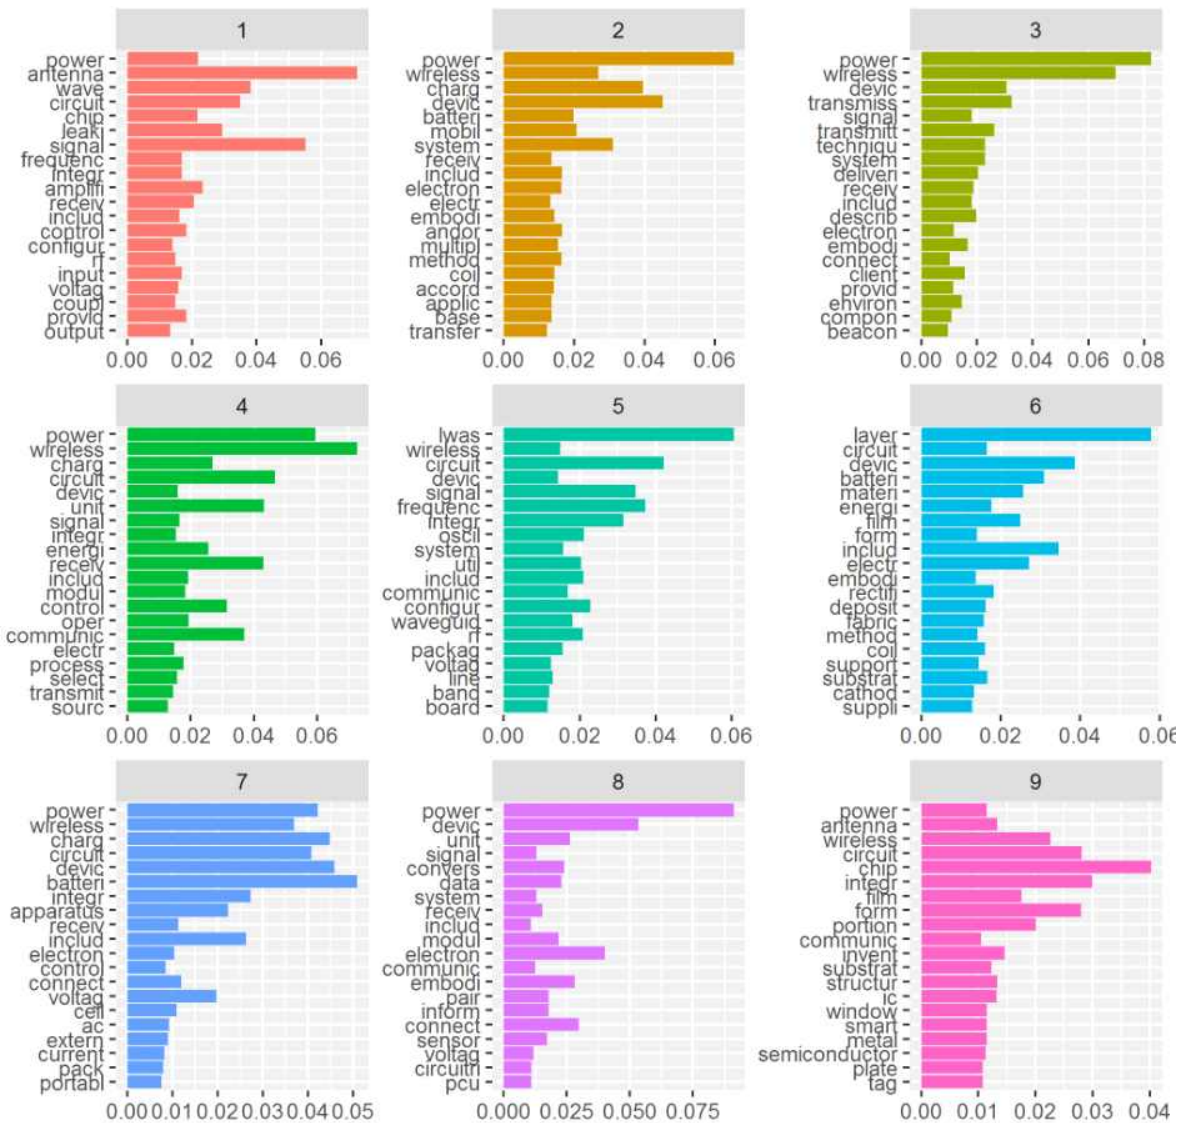 1
power
antenna
wave
circuit
chip
leaki
signal
frequenc
integr
amplifi
receiv
includ
control
configur
rf
input
voltag
coupl
provid
output
0.00 0.02 0.04 0.06
2
power
wireless
charg
devic
batteri
mobil
system
receiv
includ
electron
electr
embodi
andor
multipl
method
coil
accord
applic
base
transfer
0.00 0.02 0.04 0.06
3
power
wireless
devic
transmiss
signal
transmitt
techniqu
system
deliveri
receiv
includ
describ
electron
embodi
connect
client
provid
environ
compon
beacon
0.00 0.02 0.04 0.06 0.08
4
power
wireless
charg
circuit
devic
unit
signal
integr
energi
receiv
includ
modul
control
oper
communic
electr
process
select
transmit
sourc
0.00 0.02 0.04 0.06
5
lwas
wireless
circuit
devic
signal
frequenc
integr
oscil
system
util
includ
communic
configur
waveguid
rf
packag
voltag
line
band
board
0.00 0.02 0.04 0.06
6
layer
circuit
devic
batteri
materi
energi
film
form
includ
electr
embodi
rectifi
deposit
fabric
method
coil
support
substrat
cathod
suppli
0.00 0.02 0.04 0.06
7
power
wireless
charg
circuit
devic
batteri
integr
apparatus
receiv
includ
electron
control
connect
voltag
cell
ac
extern
current
pack
portabl
0.00 0.01 0.02 0.03 0.04 0.05
8
power
devic
unit
signal
convers
data
system
receiv
includ
modul
electron
communic
embodi
pair
inform
connect
sensor
voltag
circuitri
pcu
0.000 0.025 0.050 0.075
9
power
antenna
wireless
circuit
chip
integr
film
form
portion
communic
invent
substrat
structur
ic
window
smart
metal
semiconductor
plate
tag
0.00 0.01 0.02 0.03 0.04